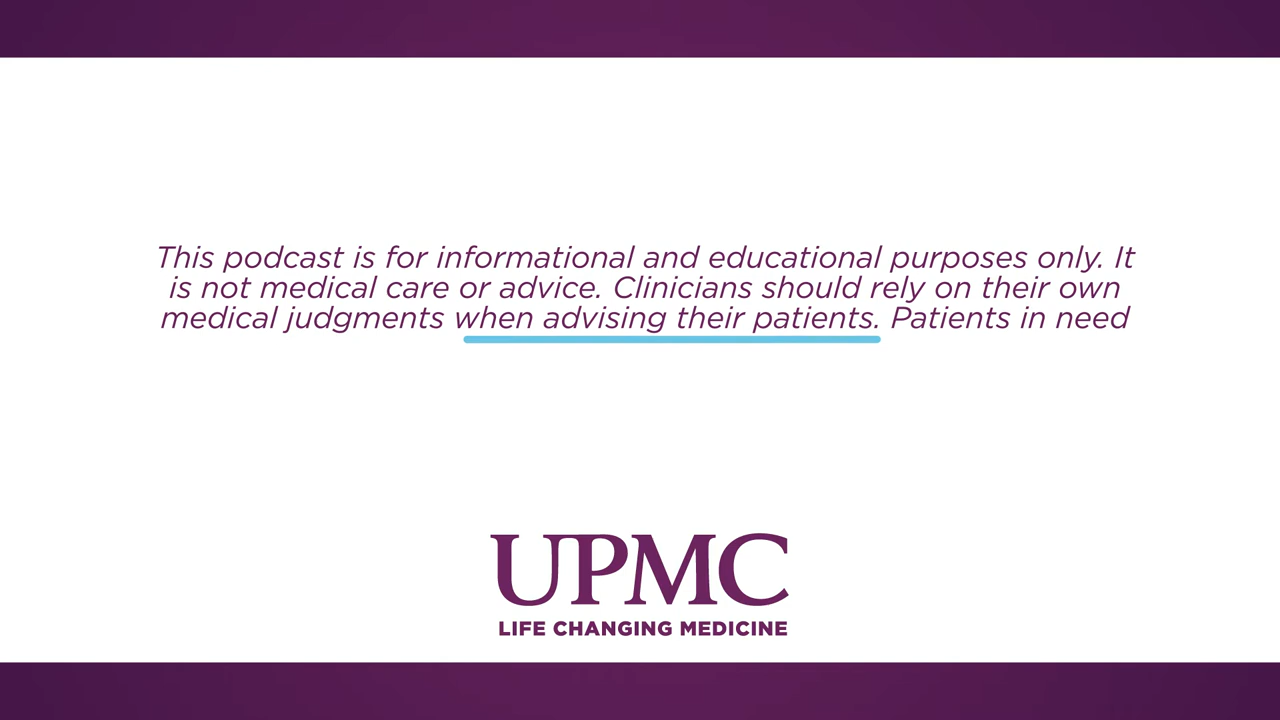 This podcast is for informational and educational purposes only. It
is not medical care or advice. Clinicians should rely on their own
medical judgments when advising their patients. Patients in need
UPMC
LIFE CHANGING MEDICINE